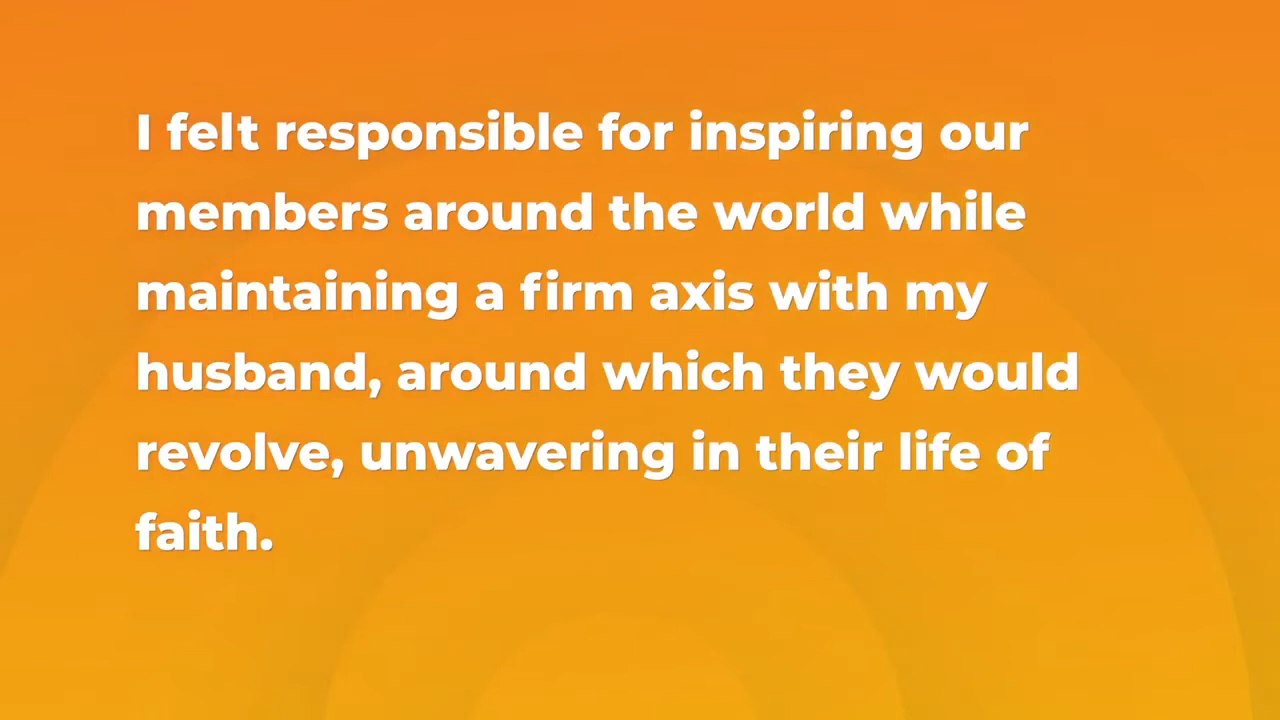 I felt responsible for inspiring our
members around the world while
maintaining a firm axis with my
husband, around which they would
revolve, unwavering in their life of
faith.